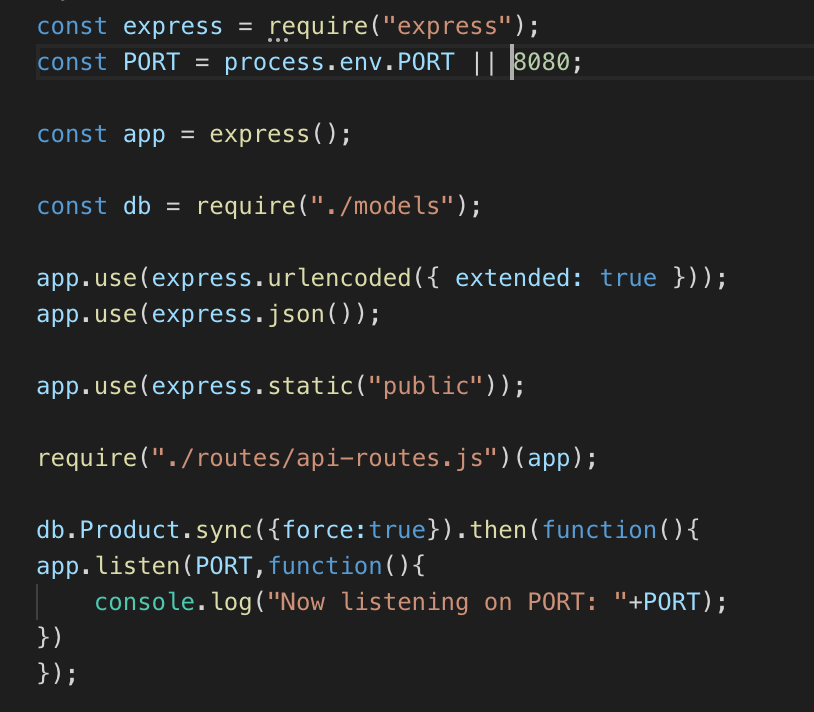 const express = require("express");
const PORT = process.env.PORT || 8080;
const app = express();
const db = require("./models");
app.use(express.urlencoded({ extended: true }));
app.use(express.json());
app.use(express.static("public"));
require("./routes/api-routes.js")(app);
db.Product.sync({force:true}).then(function(){
app.listen(PORT,function(){
    console.log("Now listening on PORT: "+PORT);
})
});